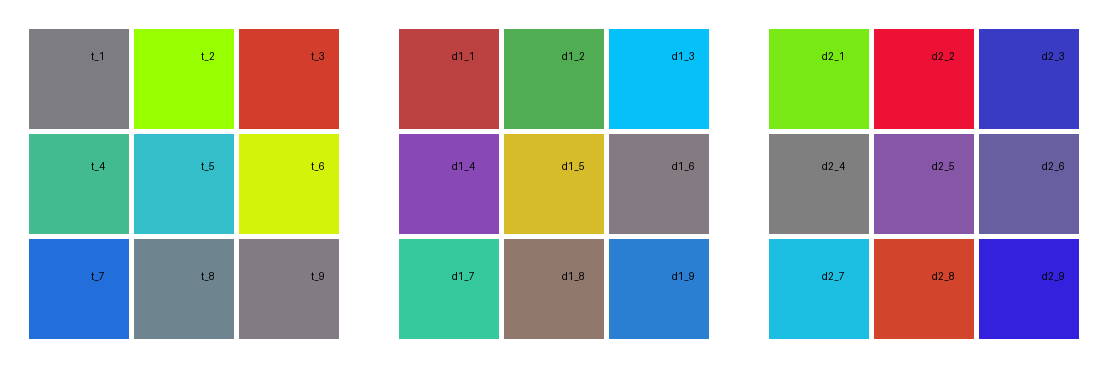 t_1 t_2 t_3 d1_1 d1_2 d1_3 d2_1 d2_2 d2_3
t_4 t_5 t_6 d1_4 d1_5 d1_6 d2_4 d2_5 d2_6
t_7 t_8 t_9 d1_7 d1_8 d1_9 d2_7 d2_8 d2_9